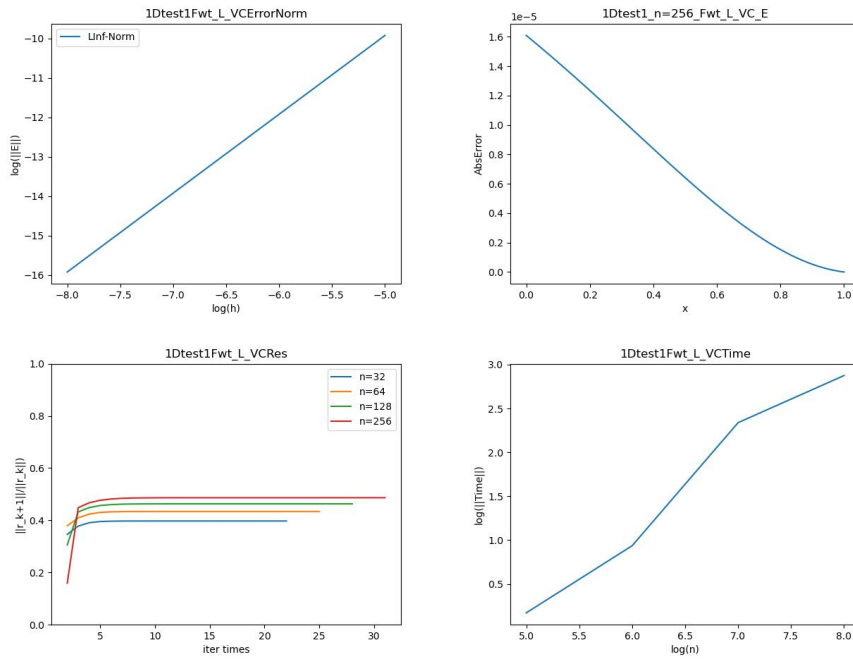 1Dtest1Fwt_L_VCErrorNorm
LInf-Norm
log(||E||)
−10
−11
−12
−13
−14
−15
−16
−8.0 −7.5 −7.0 −6.5 −6.0 −5.5 −5.0
log(h)
1Dtest1_n=256_Fwt_L_VC_E
1e−5
AbsError
1.6
1.4
1.2
1.0
0.8
0.6
0.4
0.2
0.0
0.0 0.2 0.4 0.6 0.8 1.0
x
1Dtest1Fwt_L_VCRes
n=32
n=64
n=128
n=256
||r_k+1||/||r_k||
1.0
0.8
0.6
0.4
0.2
0.0
5 10 15 20 25 30
iter times
1Dtest1Fwt_L_VCTime
log(||Time||)
3.0
2.5
2.0
1.5
1.0
0.5
5.0 5.5 6.0 6.5 7.0 7.5 8.0
log(n)